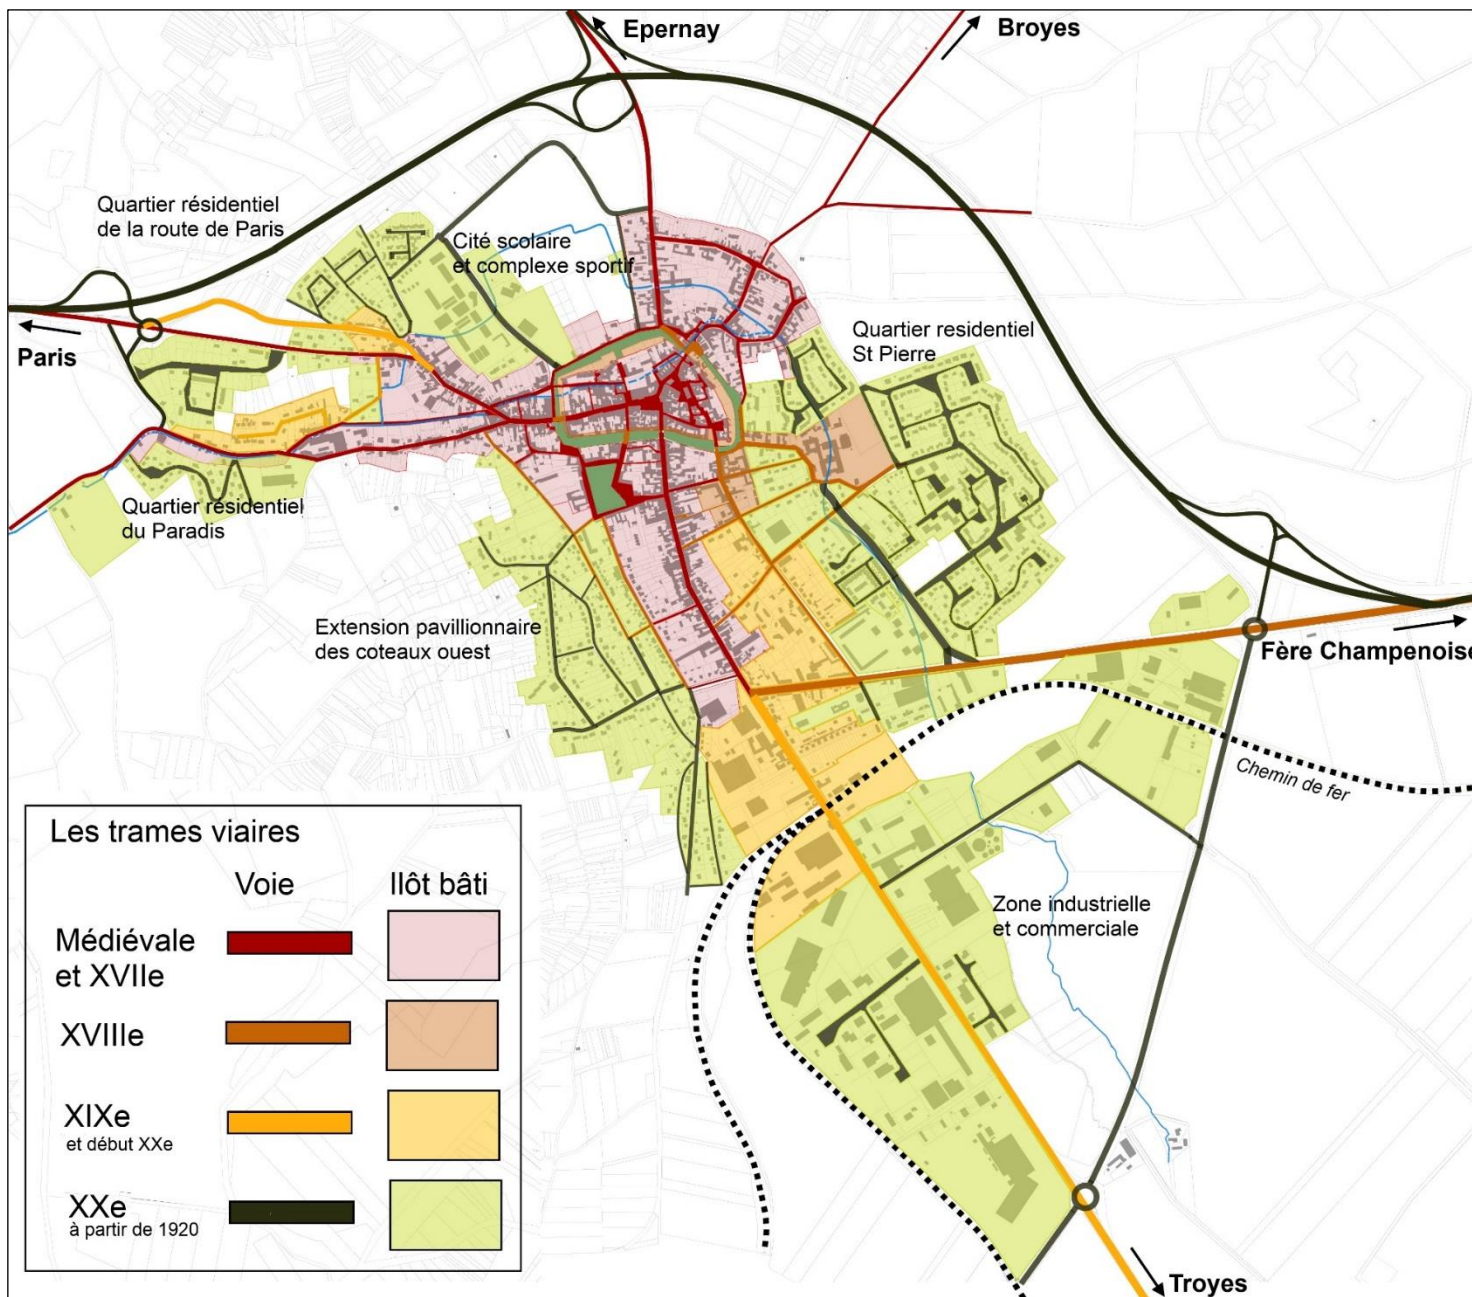 Epernay
Broyes
Quartier résidentiel
de la route de Paris
Cité scolaire
et complexe sportif
Quartier residentiel
St Pierre
Paris
Quartier résidentiel
du Paradis
Extension pavillionnaire
des coteaux ouest
Fère Champenoise
Chemin de fer
Zone industrielle
et commerciale
Troyes
Les trames viaires
Voie
Ilôt bâti
Médiévale
et XVIIe
XVIIIe
XIXe
et début XXe
XXe
à partir de 1920